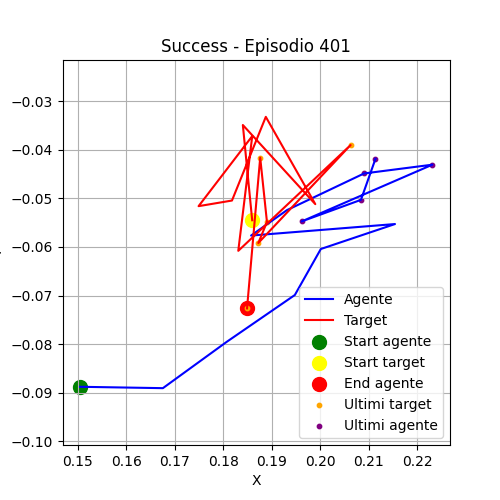 Success - Episodio 401
−0.03
−0.04
−0.05
−0.06
−0.07
−0.08
−0.09
−0.10
0.15 0.16 0.17 0.18 0.19 0.20 0.21 0.22
X
Agente
Target
Start agente
Start target
End agente
Ultimi target
Ultimi agente